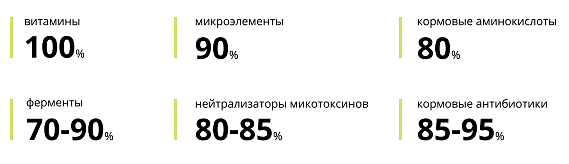 витамины
100%
микроэлементы
90%
кормовые аминокислоты
80%
ферменты
70-90%
нейтрализаторы микотоксинов
80-85%
кормовые антибиотики
85-95%